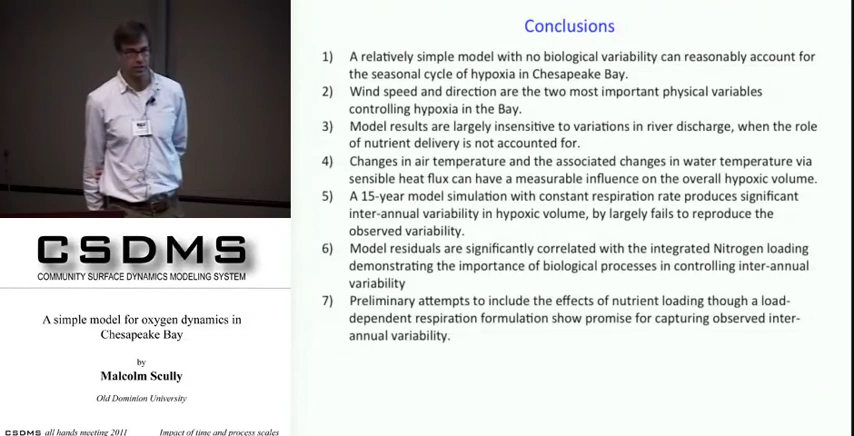 Conclusions
1) A relatively simple model with no biological variability can reasonably account for
the seasonal cycle of hypoxia in Chesapeake Bay.
2) Wind speed and direction are the two most important physical variables
controlling hypoxia in the Bay.
3) Model results are largely insensitive to variations in river discharge, when the role
of nutrient delivery is not accounted for.
4) Changes in air temperature and the associated changes in water temperature via
sensible heat flux can have a measurable influence on the overall hypoxic volume.
5) A 15-year model simulation with constant respiration rate produces significant
inter-annual variability in hypoxic volume, by largely fails to reproduce the
observed variability.
6) Model residuals are significantly correlated with the integrated Nitrogen loading
demonstrating the importance of biological processes in controlling inter-annual
variability
7) Preliminary attempts to include the effects of nutrient loading though a load-
dependent respiration formulation show promise for capturing observed inter-
annual variability.
CSDMS
COMMUNITY SURFACE DYNAMICS MODELING SYSTEM
A simple model for oxygen dynamics in
Chesapeake Bay
by
Malcolm Scully
Old Dominion University
CSDMS all hands meeting 2011 Impact of time and process scales